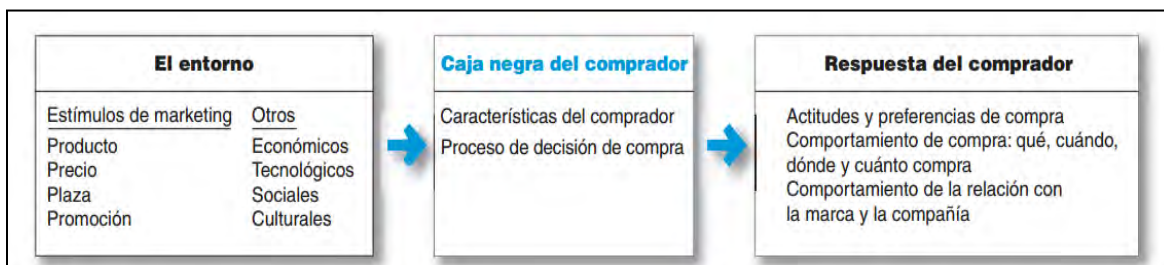 El entorno
Estímulos de marketing
Producto
Precio
Plaza
Promoción
Otros
Económicos
Tecnológicos
Sociales
Culturales
Caja negra del comprador
Características del comprador
Proceso de decisión de compra
Respuesta del comprador
Actitudes y preferencias de compra
Comportamiento de compra: qué, cuándo,
dónde y cuánto compra
Comportamiento de la relación con
la marca y la compañía